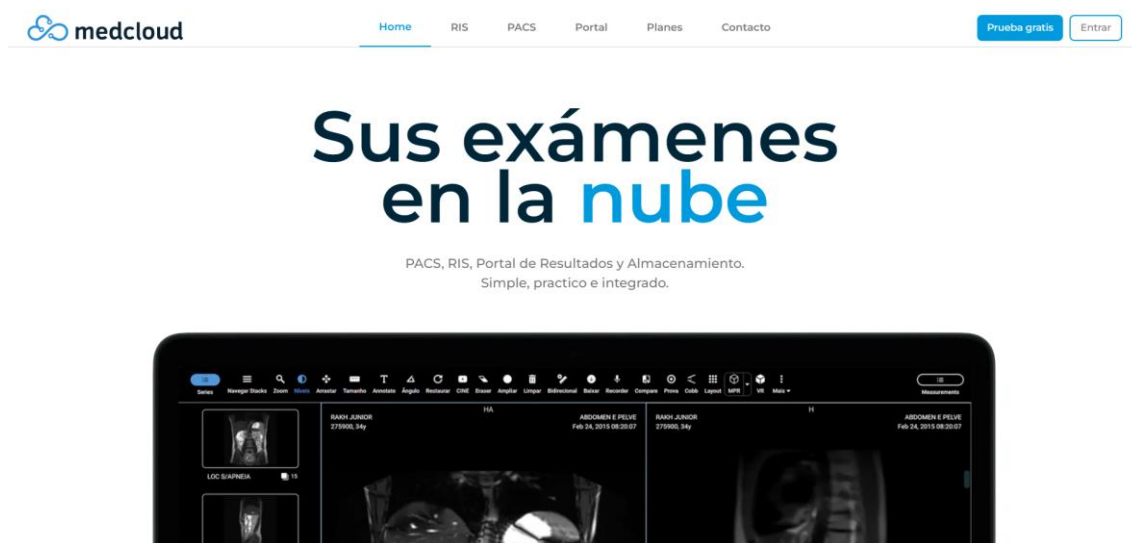 medcloud
Home RIS PACS Portal Planes Contacto
Prueba gratis Entrar
Sus exámenes
en la nube
PACS, RIS, Portal de Resultados y Almacenamiento.
Simple, practico e integrado.
Series Navegar Stacks Zoom Níveis Arrastar Tamanho Annotate Ângulo Restaurar CINE Eraser Ampliar Limpar Bidirecional Baixar Recorder Compare Prova Cobb Layout MPR VR Mais Measurements
RAKH JUNIOR
275900, 34y
HA
ABDOMEN E PELVE
Feb 24, 2015 08:20:07
RAKH JUNIOR
275900, 34y
H
ABDOMEN E PELVE
Feb 24, 2015 08:20:07
LOC S/APNEIA 15